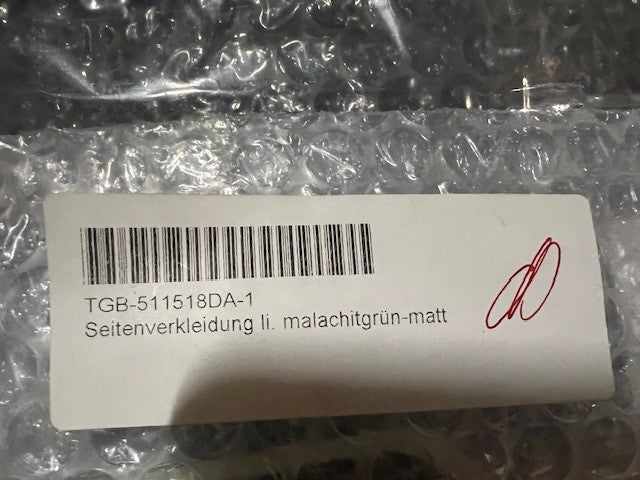 TGB-511518DA-1
Seitenverkleidung li. malachitgrün-matt